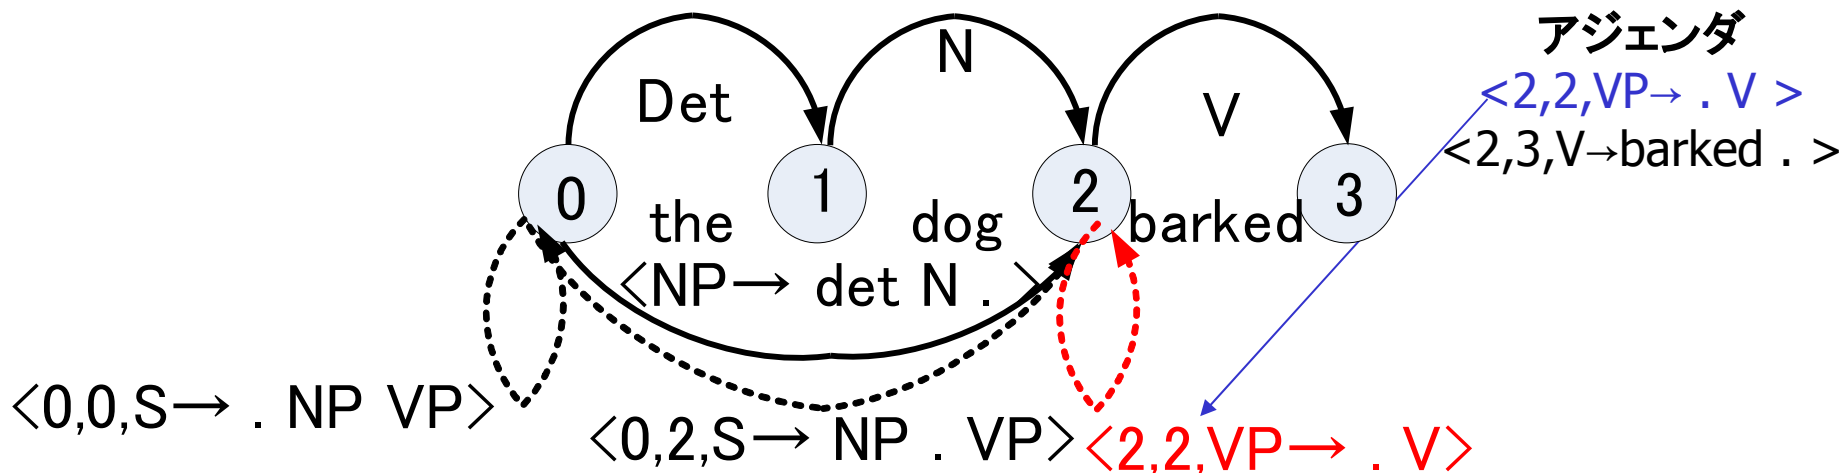 アジェンダ
<2,2,VP→ . V >
<2,3,V→barked . >
Det
N
V
0
1
2
3
the
dog
barked
<NP→ det N . >
<0,0,S→ . NP VP>
<0,2,S→ NP . VP>
<2,2,VP→ . V>